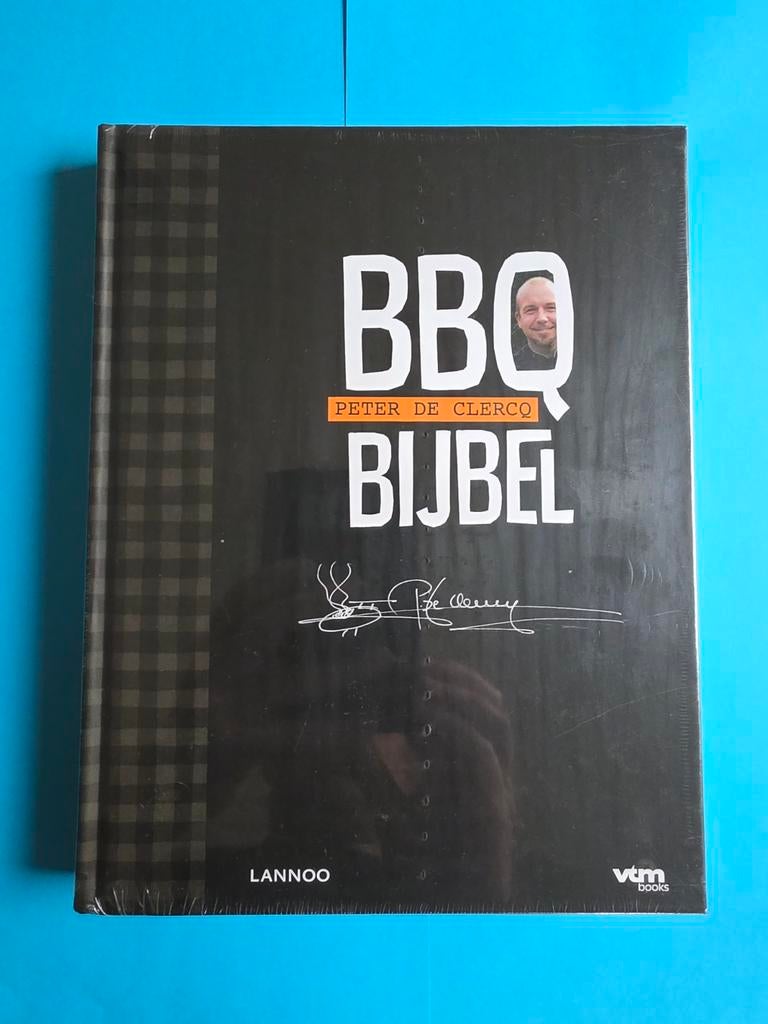 BBQ
PETER DE CLERCQ
BIJBEL
LANNOO
vtm
books